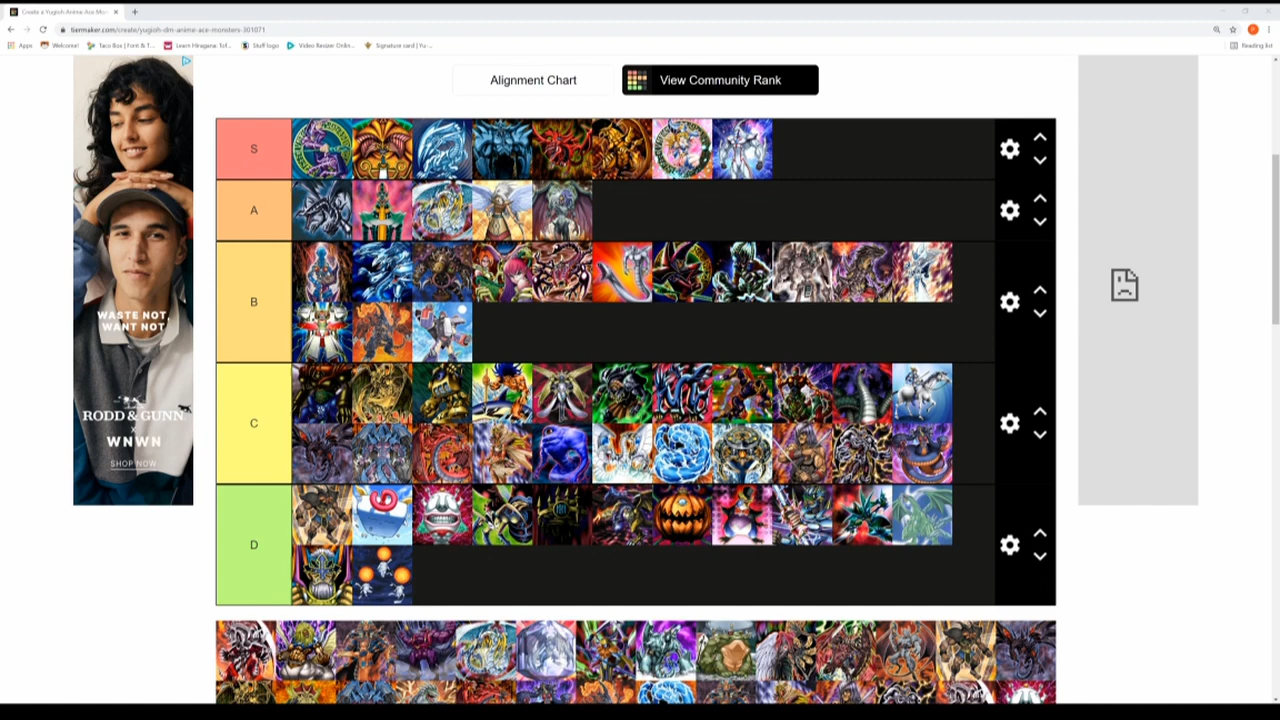 Create a Yugioh Anime Ace Mon
tiermaker.com/create/yugioh-dm-anime-ace-monsters-301071
Apps
Welcome!
Taco Box | Font & T...
Learn Hiragana: Tof...
Stuff logo
Video Resizer Onlin...
Signature card | Yu-...
Reading list
Alignment Chart
View Community Rank
S
A
B
C
D
WASTE NOT,
WANT NOT
RODD & GUNN
X
WNWN
SHOP NOW